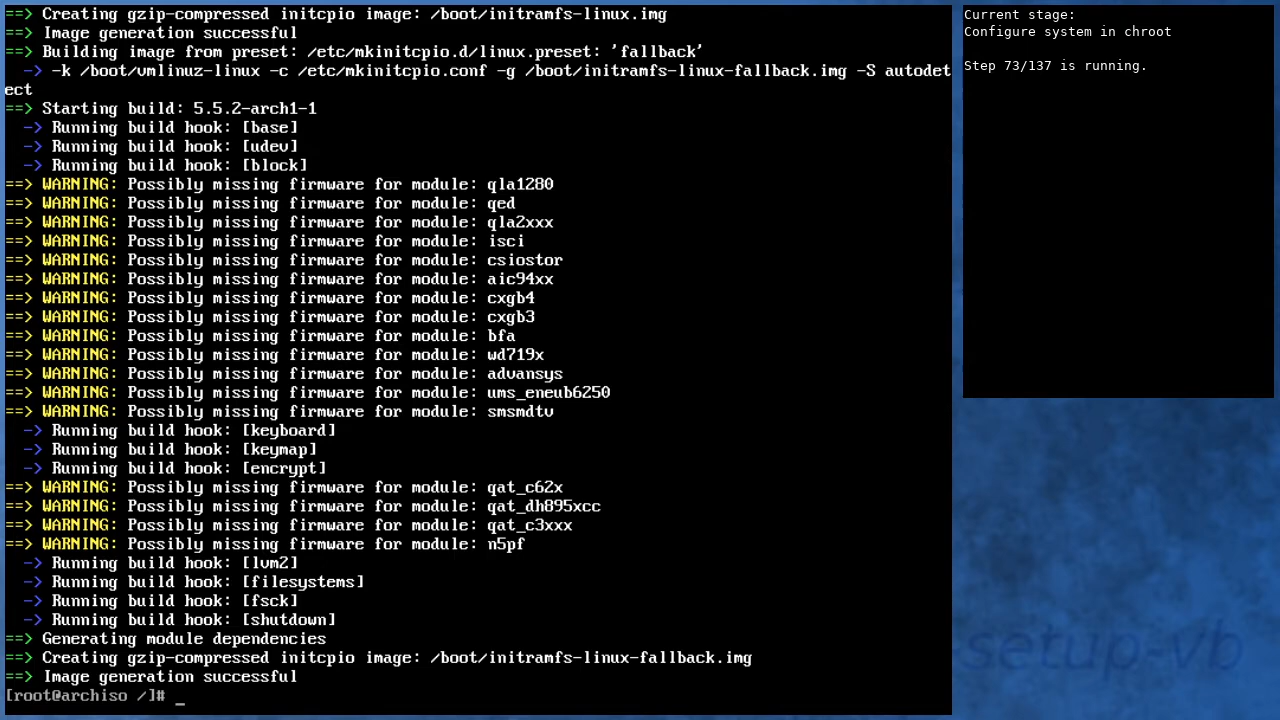 ==> Creating gzip-compressed initcpio image: /boot/initramfs-linux.img
==> Image generation successful
==> Building image from preset: /etc/mkinitcpio.d/linux.preset: 'fallback'
  -> -k /boot/vmlinuz-linux -c /etc/mkinitcpio.conf -g /boot/initramfs-linux-fallback.img -S autodet
ect
==> Starting build: 5.5.2-arch1-1
  -> Running build hook: [base]
  -> Running build hook: [udev]
  -> Running build hook: [block]
==> WARNING: Possibly missing firmware for module: qla1280
==> WARNING: Possibly missing firmware for module: qed
==> WARNING: Possibly missing firmware for module: qla2xxx
==> WARNING: Possibly missing firmware for module: isci
==> WARNING: Possibly missing firmware for module: csiostor
==> WARNING: Possibly missing firmware for module: aic94xx
==> WARNING: Possibly missing firmware for module: cxgb4
==> WARNING: Possibly missing firmware for module: cxgb3
==> WARNING: Possibly missing firmware for module: bfa
==> WARNING: Possibly missing firmware for module: wd719x
==> WARNING: Possibly missing firmware for module: advansys
==> WARNING: Possibly missing firmware for module: ums_eneub6250
==> WARNING: Possibly missing firmware for module: smsmdtv
  -> Running build hook: [keyboard]
  -> Running build hook: [keymap]
  -> Running build hook: [encrypt]
==> WARNING: Possibly missing firmware for module: qat_c62x
==> WARNING: Possibly missing firmware for module: qat_dh895xcc
==> WARNING: Possibly missing firmware for module: qat_c3xxx
==> WARNING: Possibly missing firmware for module: n5pf
  -> Running build hook: [lvm2]
  -> Running build hook: [filesystems]
  -> Running build hook: [fsck]
  -> Running build hook: [shutdown]
==> Generating module dependencies
==> Creating gzip-compressed initcpio image: /boot/initramfs-linux-fallback.img
==> Image generation successful
[root@archiso /]# _
Current stage:
Configure system in chroot
Step 73/137 is running.
setup-vb